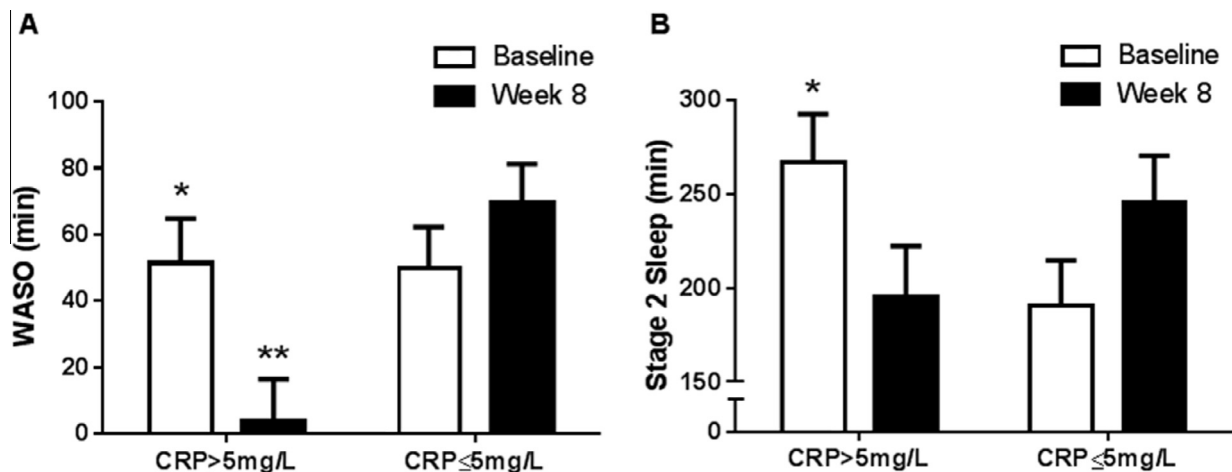 A
Baseline
Week 8
WASO (min)
100
80
60
40
20
0
*
**
CRP>5mg/L
CRP≤5mg/L
B
Baseline
Week 8
Stage 2 Sleep (min)
300
250
200
150
0
*
CRP>5mg/L
CRP≤5mg/L